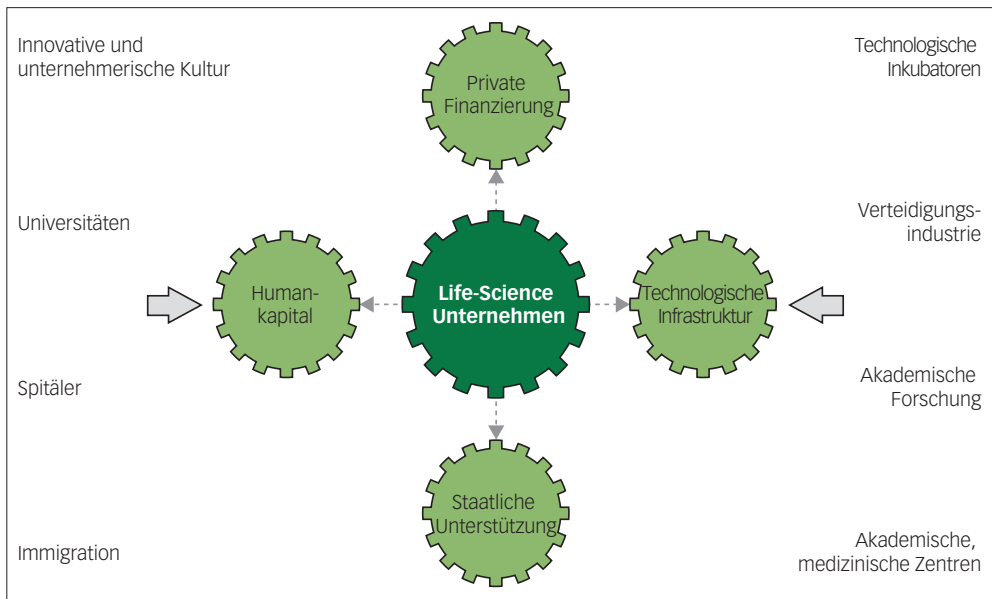 Innovative und
unternehmerische Kultur
Technologische
Inkubatoren
Private
Finanzierung
Universitäten
Verteidigungs-
industrie
Human-
kapital
Life-Science
Unternehmen
Technologische
Infrastruktur
Spitäler
Akademische
Forschung
Staatliche
Unterstützung
Immigration
Akademische,
medizinische Zentren